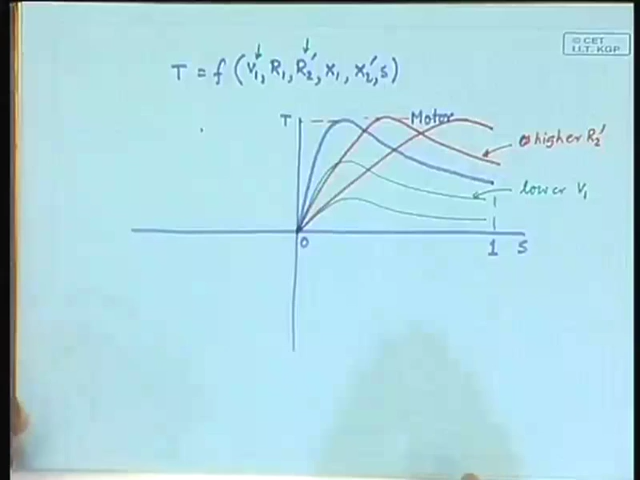 © CET
I.I.T. KGP
T = f (V₁, R₁, R₂', x₁, x₂', s)
T
Motor
higher R₂'
lower V₁
0
1
s